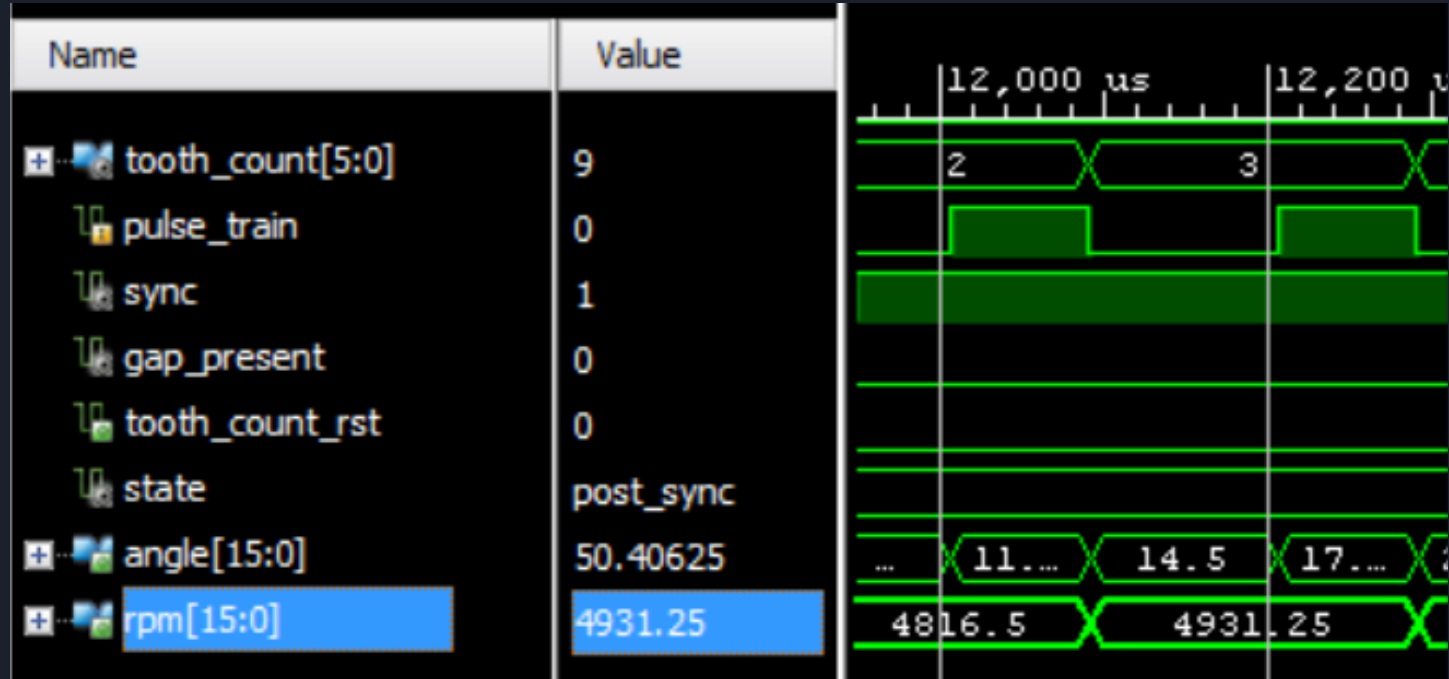 Name Value
12,000 us 12,200 u
tooth_count[5:0] 9 2 3
pulse_train 0
sync 1
gap_present 0
tooth_count_rst 0
state post_sync
angle[15:0] 50.40625 ... 11.... 14.5 17....
rpm[15:0] 4931.25 4816.5 4931.25